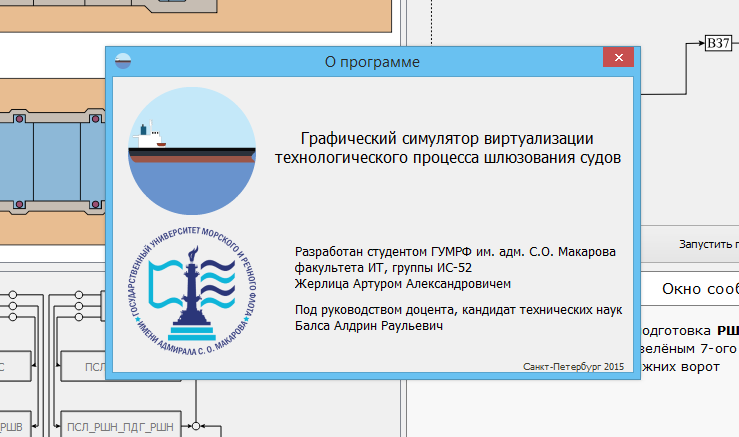 B37
О программе
Графический симулятор виртуализации
технологического процесса шлюзования судов
ГОСУДАРСТВЕННЫЙ УНИВЕРСИТЕТ МОРСКОГО И РЕЧНОГО ФЛОТА
ИМЕНИ АДМИРАЛА С. О. МАКАРОВА
Разработан студентом ГУМРФ им. адм. С.О. Макарова
факультета ИТ, группы ИС-52
Жерлица Артуром Александровичем
Под руководством доцента, кандидат технических наук
Балса Алдрин Раульевич
Санкт-Петербург 2015
Запустить
Окно сооб
одготовка РШ
зелёным 7-ого
жних ворот
С
ПСЛ
РШВ
ПСЛ_РШН_ПДГ_РШН